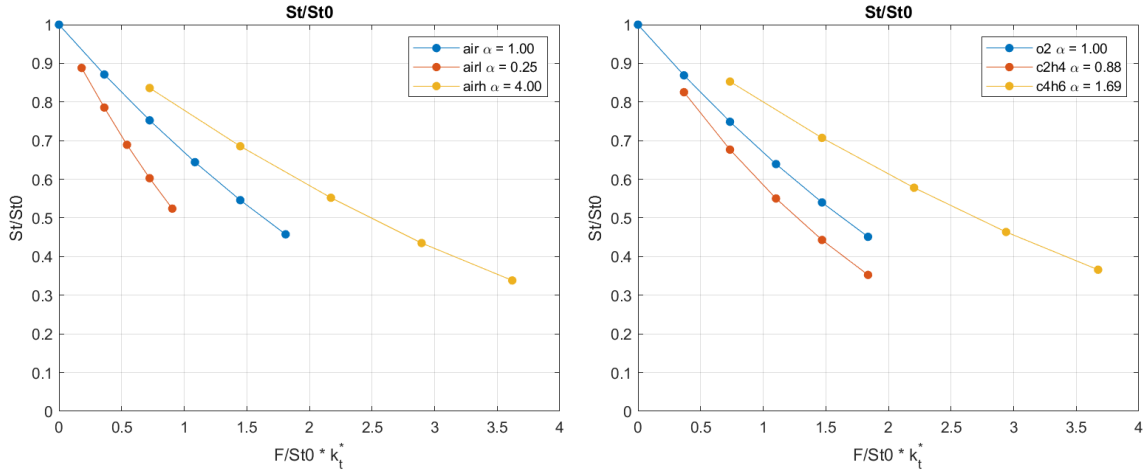 St/St0
1
0.9
0.8
0.7
0.6
0.5
0.4
0.3
0.2
0.1
0
St/St0
air α = 1.00
airl α = 0.25
airh α = 4.00
0 0.5 1 1.5 2 2.5 3 3.5 4
F/St0 * k_t^*
St/St0
1
0.9
0.8
0.7
0.6
0.5
0.4
0.3
0.2
0.1
0
St/St0
o2 α = 1.00
c2h4 α = 0.88
c4h6 α = 1.69
0 0.5 1 1.5 2 2.5 3 3.5 4
F/St0 * k_t^*